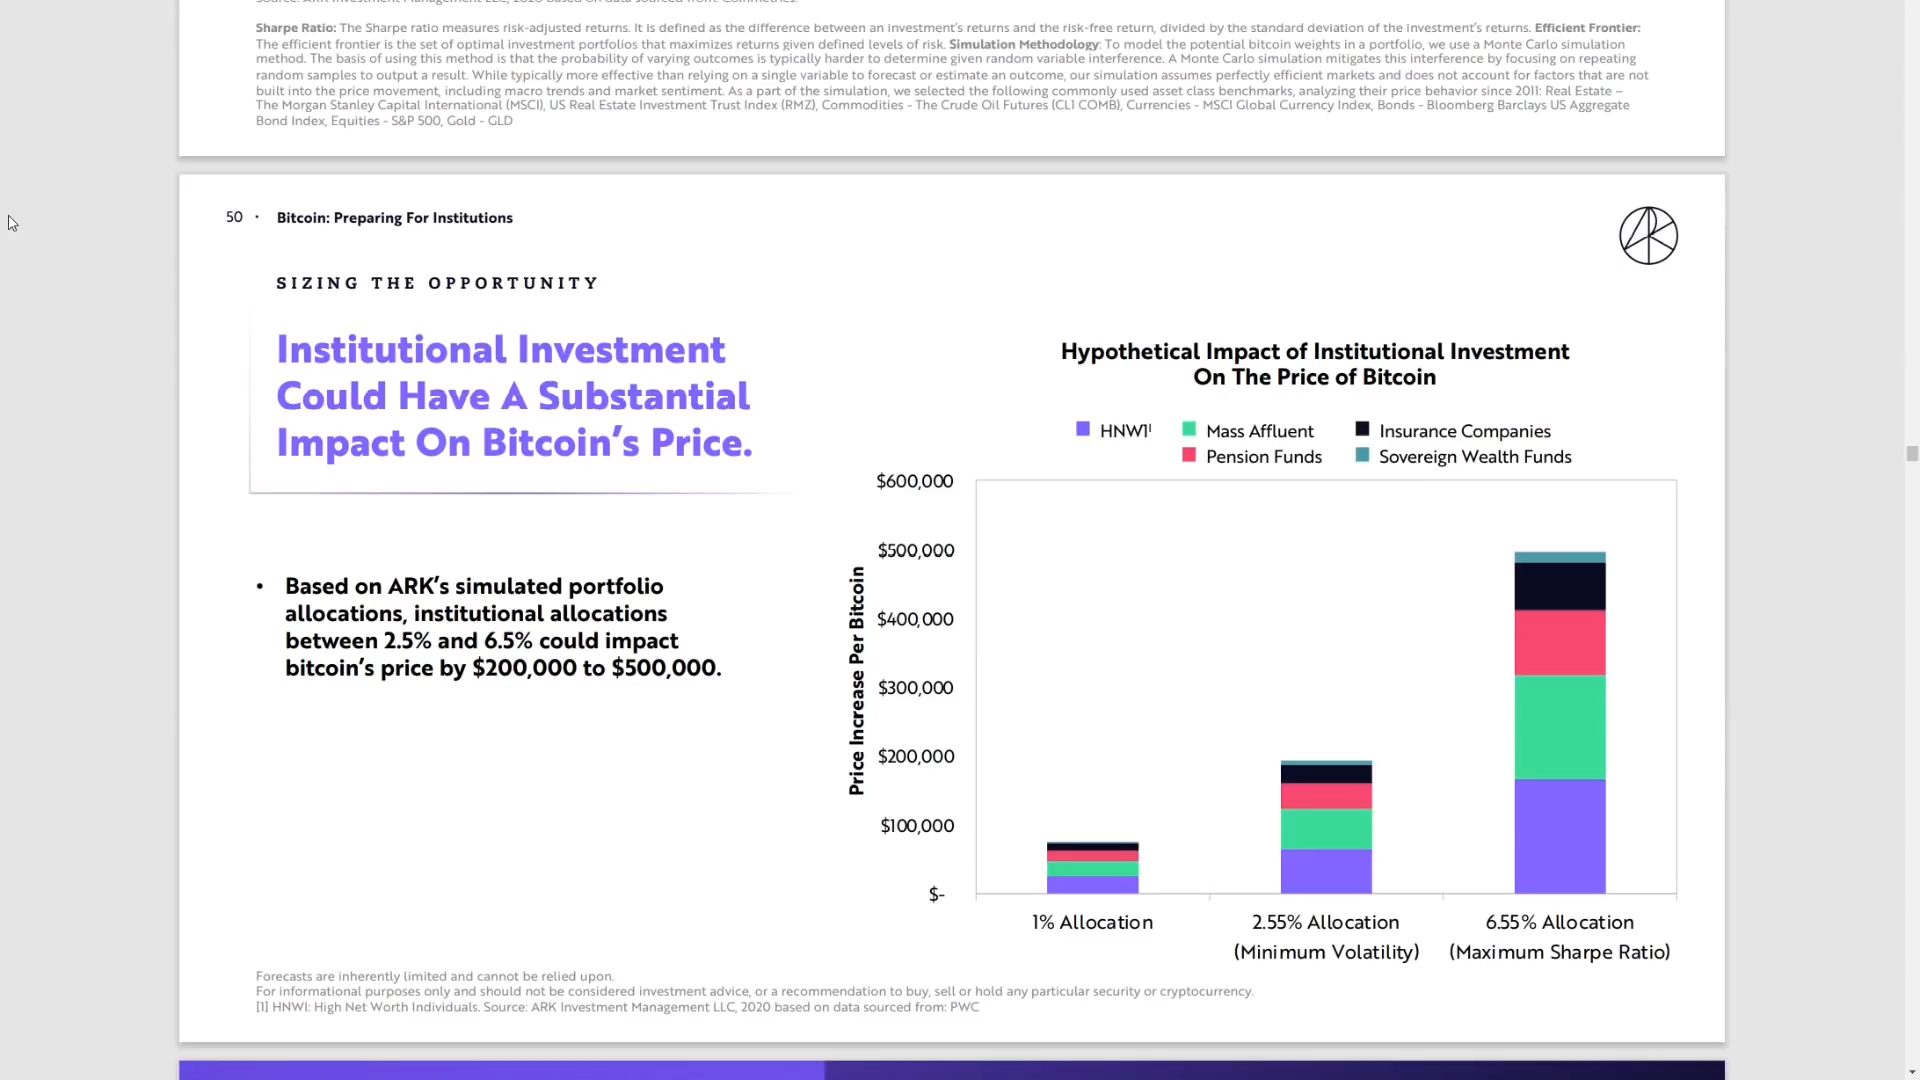 Source: ARK Investment Management LLC, 2020 based on data sourced from: CoinMetrics.
Sharpe Ratio: The Sharpe ratio measures risk-adjusted returns. It is defined as the difference between an investment's returns and the risk-free return, divided by the standard deviation of the investment's returns. Efficient Frontier:
The efficient frontier is the set of optimal investment portfolios that maximizes returns given defined levels of risk. Simulation Methodology: To model the potential bitcoin weights in a portfolio, we use a Monte Carlo simulation
method. The basis of using this method is that the probability of varying outcomes is typically harder to determine given random variable interference. A Monte Carlo simulation mitigates this interference by focusing on repeating
random samples to output a result. While typically more effective than relying on a single variable to forecast or estimate an outcome, our simulation assumes perfectly efficient markets and does not account for factors that are not
built into the price movement, including macro trends and market sentiment. As a part of the simulation, we selected the following commonly used asset class benchmarks, analyzing their price behavior since 2011: Real Estate –
The Morgan Stanley Capital International (MSCI), US Real Estate Investment Trust Index (RMZ), Commodities - The Crude Oil Futures (CL1 COMB), Currencies - MSCI Global Currency Index, Bonds - Bloomberg Barclays US Aggregate
Bond Index, Equities - S&P 500, Gold - GLD
50 · Bitcoin: Preparing For Institutions
SIZING THE OPPORTUNITY
Institutional Investment
Could Have A Substantial
Impact On Bitcoin's Price.
• Based on ARK's simulated portfolio
allocations, institutional allocations
between 2.5% and 6.5% could impact
bitcoin's price by $200,000 to $500,000.
Hypothetical Impact of Institutional Investment
On The Price of Bitcoin
HNWI¹ Mass Affluent Insurance Companies
Pension Funds Sovereign Wealth Funds
Price Increase Per Bitcoin
$600,000
$500,000
$400,000
$300,000
$200,000
$100,000
$-
1% Allocation
2.55% Allocation
(Minimum Volatility)
6.55% Allocation
(Maximum Sharpe Ratio)
Forecasts are inherently limited and cannot be relied upon.
For informational purposes only and should not be considered investment advice, or a recommendation to buy, sell or hold any particular security or cryptocurrency.
[1] HNWI: High Net Worth Individuals. Source: ARK Investment Management LLC, 2020 based on data sourced from: PWC